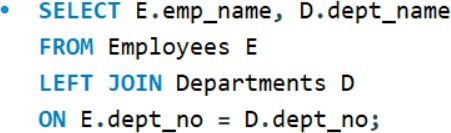 SELECT E.emp_name, D.dept_name
FROM Employees E
LEFT JOIN Departments D
ON E.dept_no = D.dept_no;